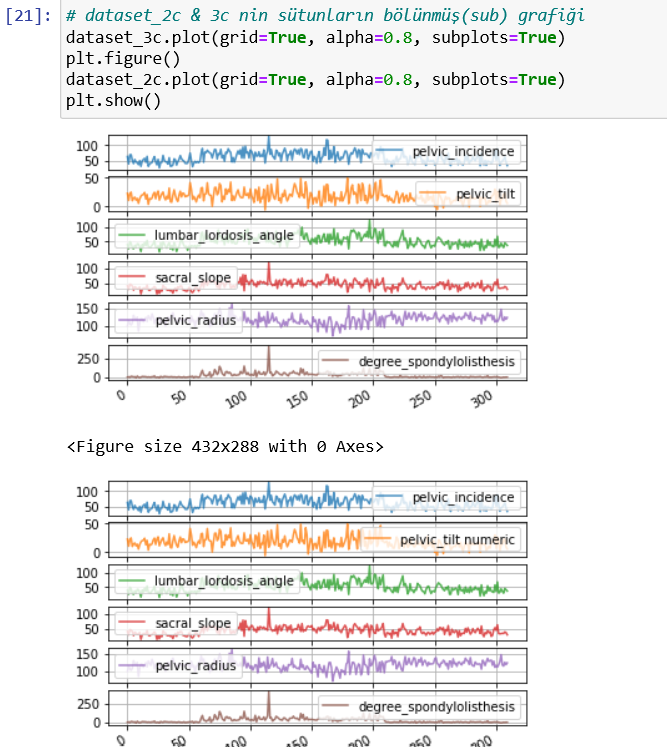 [21]: # dataset_2c & 3c nin sütunların bölünmüş(sub) grafiği
dataset_3c.plot(grid=True, alpha=0.8, subplots=True)
plt.figure()
dataset_2c.plot(grid=True, alpha=0.8, subplots=True)
plt.show()
100
50
pelvic_incidence
50
0
pelvic_tilt
100
50
lumbar_lordosis_angle
100
50
sacral_slope
150
100
pelvic_radius
250
0
degree_spondylolisthesis
0 50 100 150 200 250 300
<Figure size 432x288 with 0 Axes>
100
50
pelvic_incidence
50
0
pelvic_tilt numeric
100
50
lumbar_lordosis_angle
100
50
sacral_slope
150
100
pelvic_radius
250
0
degree_spondylolisthesis
0 50 100 150 200 250 300